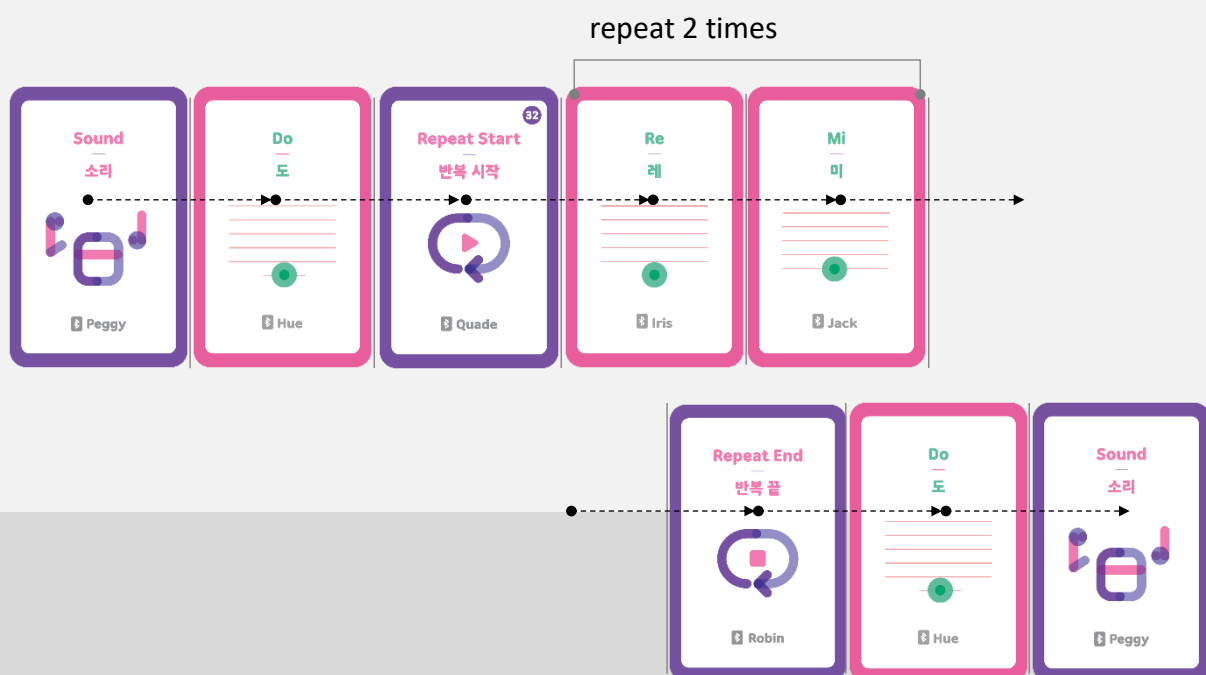 repeat 2 times
Sound
소리
Peggy
Do
도
Hue
32
Repeat Start
반복 시작
Quade
Re
레
Iris
Mi
미
Jack
Repeat End
반복 끝
Robin
Do
도
Hue
Sound
소리
Peggy